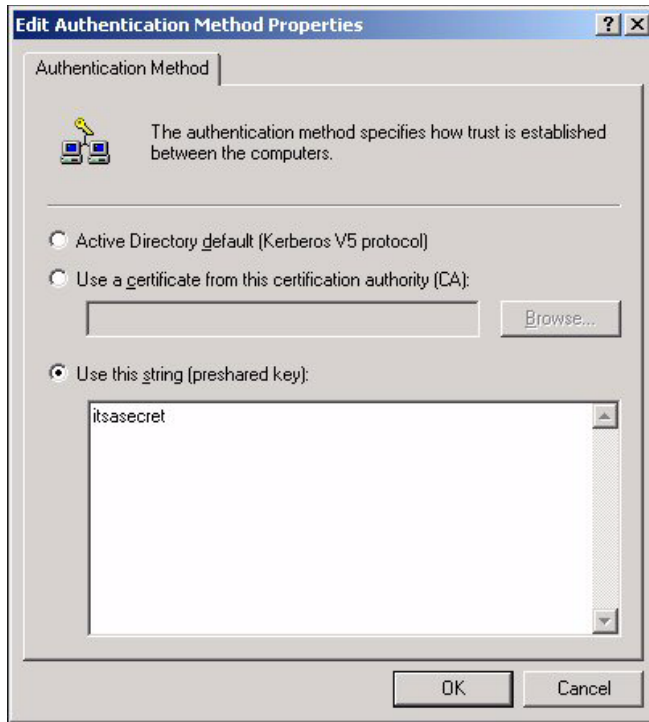 Edit Authentication Method Properties
Authentication Method
The authentication method specifies how trust is established
between the computers.
Active Directory default (Kerberos V5 protocol)
Use a certificate from this certification authority (CA):
Browse...
Use this string (preshared key):
itsasecret
OK
Cancel